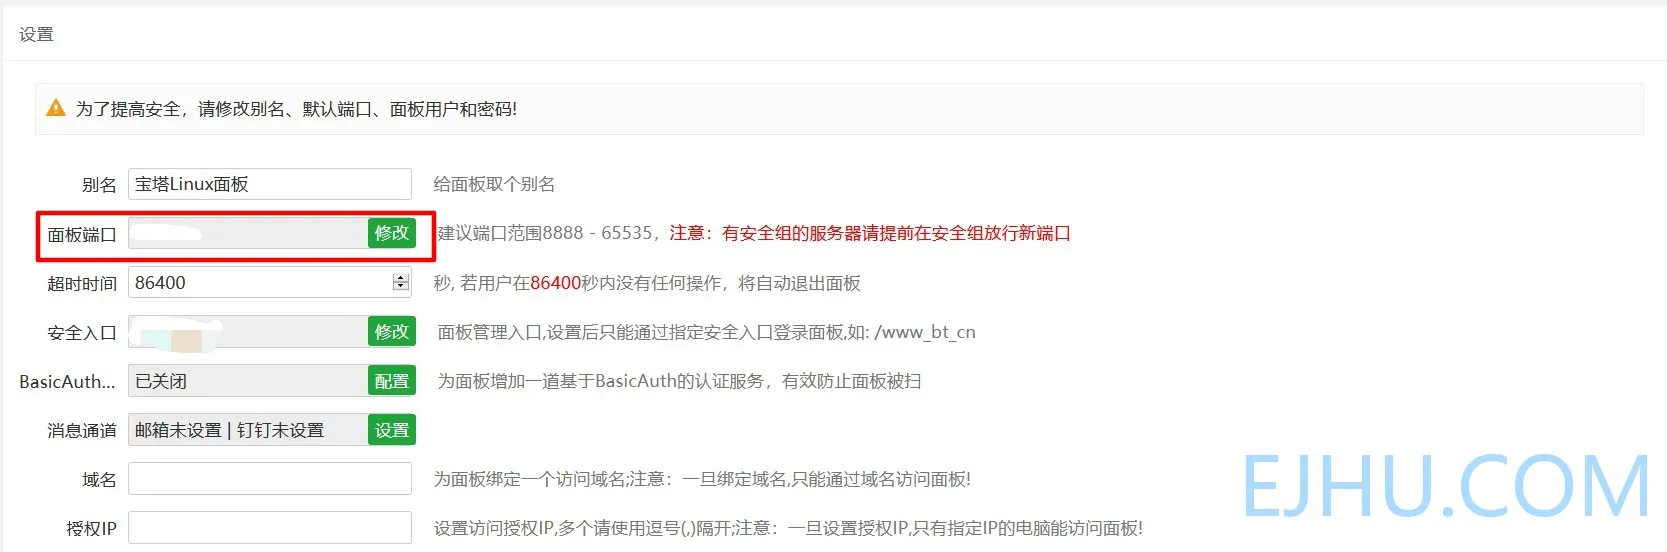 设置
为了提高安全，请修改别名、默认端口、面板用户和密码!
别名 宝塔Linux面板 给面板取个别名
面板端口 修改 建议端口范围8888 - 65535，注意：有安全组的服务器请提前在安全组放行新端口
超时时间 86400 秒, 若用户在86400秒内没有任何操作，将自动退出面板
安全入口 修改 面板管理入口,设置后只能通过指定安全入口登录面板,如: /www_bt_cn
BasicAuth... 已关闭 配置 为面板增加一道基于BasicAuth的认证服务，有效防止面板被扫
消息通道 邮箱未设置 | 钉钉未设置 设置
域名 为面板绑定一个访问域名;注意：一旦绑定域名,只能通过域名访问面板!
授权IP 设置访问授权IP,多个请使用逗号(,)隔开;注意：一旦设置授权IP,只有指定IP的电脑能访问面板!
EJHU.COM